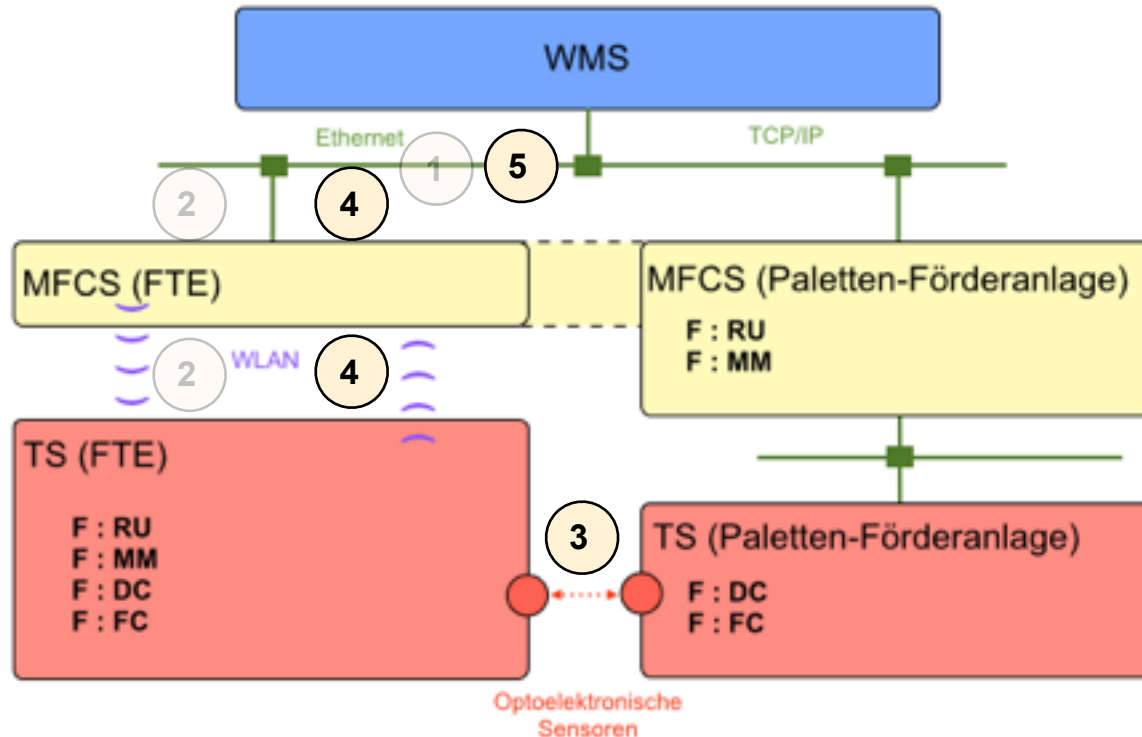 WMS
Ethernet
TCP/IP
1
5
2
4
MFCS (FTE)
MFCS (Paletten-Förderanlage)
F : RU
F : MM
2
WLAN
4
TS (FTE)
F : RU
F : MM
F : DC
F : FC
3
TS (Paletten-Förderanlage)
F : DC
F : FC
Optoelektronische
Sensoren